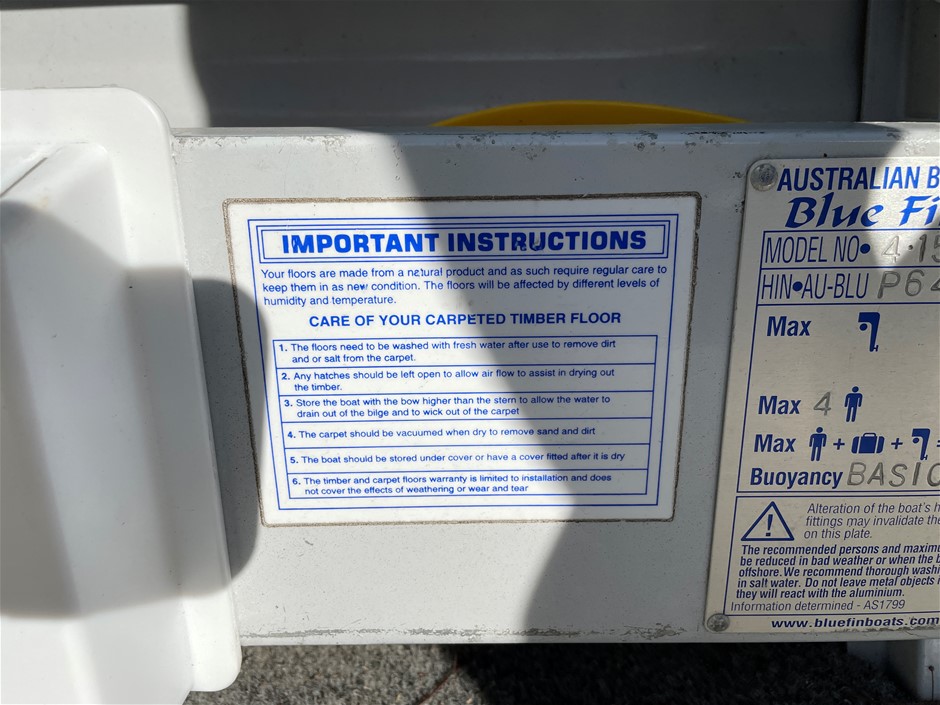 IMPORTANT INSTRUCTIONS
Your floors are made from a natural product and as such require regular care to
keep them in as new condition. The floors will be affected by different levels of
humidity and temperature.
CARE OF YOUR CARPETED TIMBER FLOOR
1. The floors need to be washed with fresh water after use to remove dirt
and or salt from the carpet.
2. Any hatches should be left open to allow air flow to assist in drying out
the timber.
3. Store the boat with the bow higher than the stern to allow the water to
drain out of the bilge and to wick out of the carpet
4. The carpet should be vacuumed when dry to remove sand and dirt
5. The boat should be stored under cover or have a cover fitted after it is dry
6. The timber and carpet floors warranty is limited to installation and does
not cover the effects of weathering or wear and tear
AUSTRALIAN B
Blue Fi
MODEL NO• 4.15
HIN•AU-BLU P64
Max
Max 4
Max + +
Buoyancy BASIC
Alteration of the boat's h
fittings may invalidate the
on this plate.
The recommended persons and maximu
be reduced in bad weather or when the b
offshore. We recommend thorough washi
in salt water. Do not leave metal objects
they will react with the aluminium.
Information determined - AS1799
www.bluefinboats.com